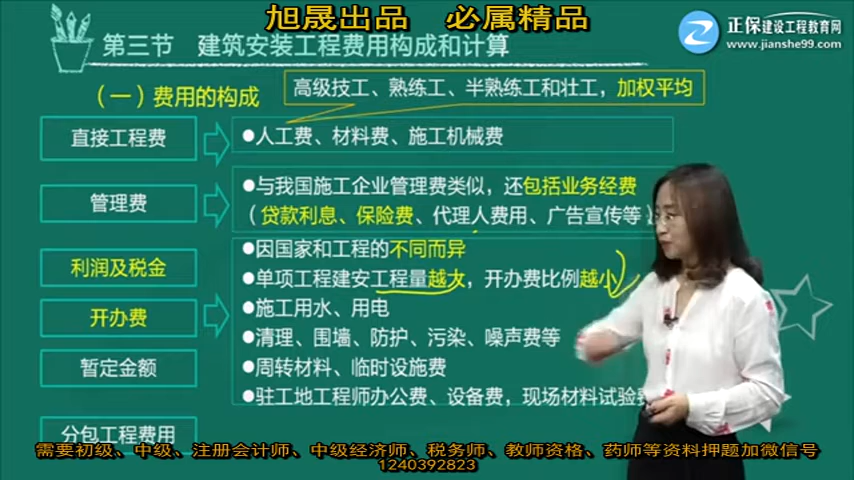 旭晟出品 必属精品
正保建设工程教育网
www.jianshe99.com
第三节 建筑安装工程费用构成和计算
(一)费用的构成
高级技工、熟练工、半熟练工和壮工，加权平均
直接工程费
●人工费、材料费、施工机械费
管理费
●与我国施工企业管理费类似，还包括业务经费
(贷款利息、保险费、代理人费用、广告宣传等)
利润及税金
开办费
暂定金额
●因国家和工程的不同而异
●单项工程建安工程量越大，开办费比例越小
●施工用水、用电
●清理、围墙、防护、污染、噪声费等
●周转材料、临时设施费
●驻工地工程师办公费、设备费，现场材料试验费
分包工程费用
需要初级、中级、注册会计师、中级经济师、税务师、教师资格、药师等资料押题加微信号
1240392823